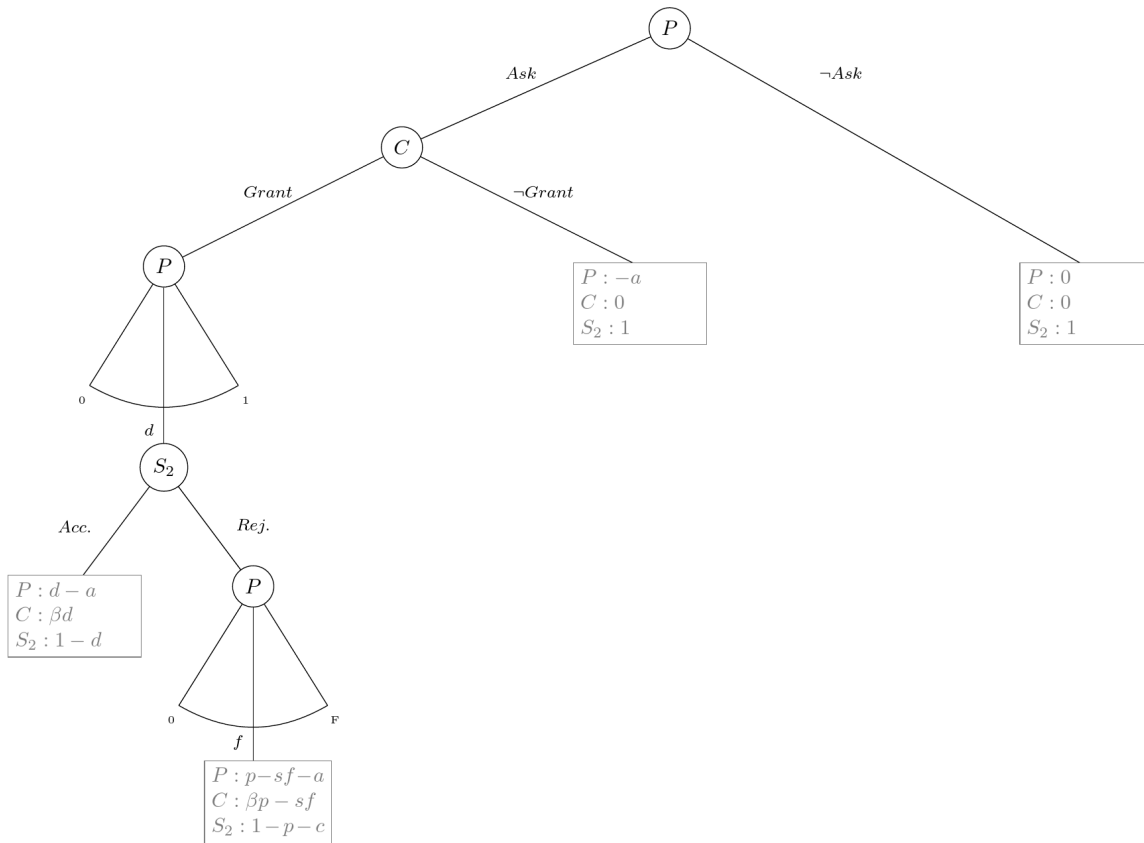 P
Ask
¬Ask
C
Grant
¬Grant
P
P : −a
C : 0
S₂ : 1
P : 0
C : 0
S₂ : 1
0
1
d
S₂
Acc.
Rej.
P : d − a
C : βd
S₂ : 1 − d
P
0
F
f
P : p − sf − a
C : βp − sf
S₂ : 1 − p − c